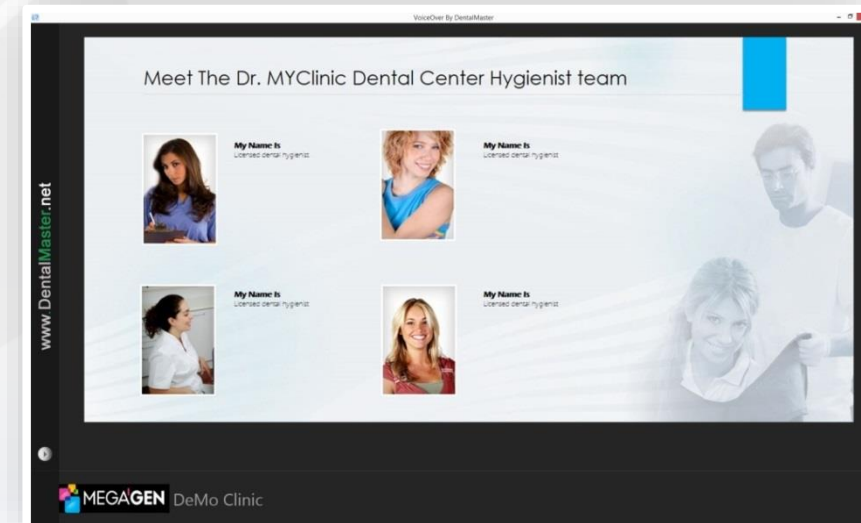 VoiceOver By DentalMaster
Meet The Dr. MYClinic Dental Center Hygienist team
My Name Is
Licensed dental hygienist
My Name Is
Licensed dental hygienist
My Name Is
Licensed dental hygienist
My Name Is
Licensed dental hygienist
www.DentalMaster.net
MEGA'GEN DeMo Clinic